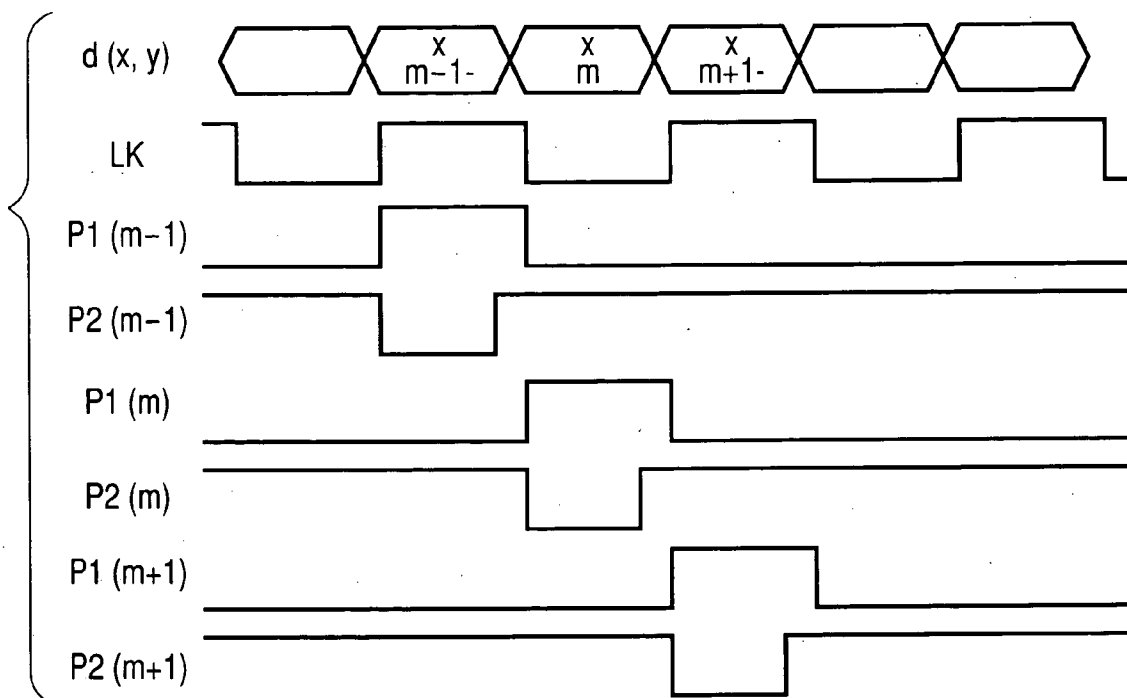 d (x, y)
x x x
m−1- m m+1-
LK
P1 (m−1)
P2 (m−1)
P1 (m)
P2 (m)
P1 (m+1)
P2 (m+1)